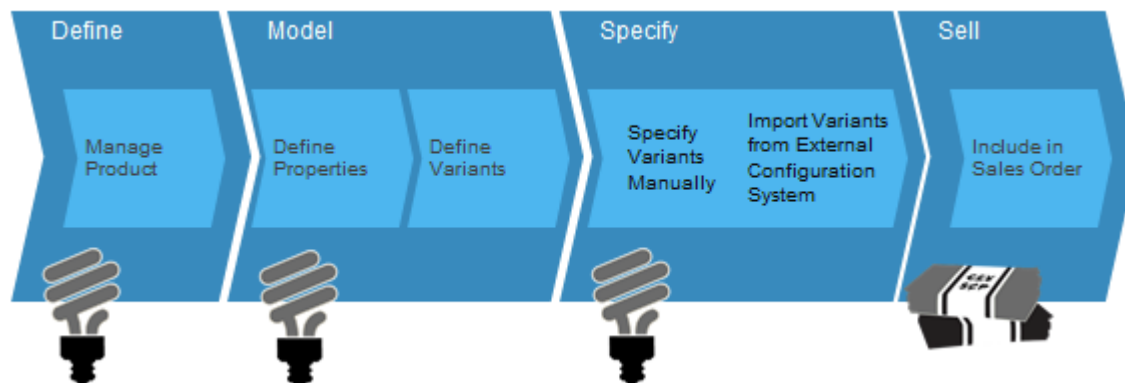 Define
Manage
Product
Model
Define
Properties
Define
Variants
Specify
Specify
Variants
Manually
Import Variants
from External
Configuration
System
Sell
Include in
Sales Order